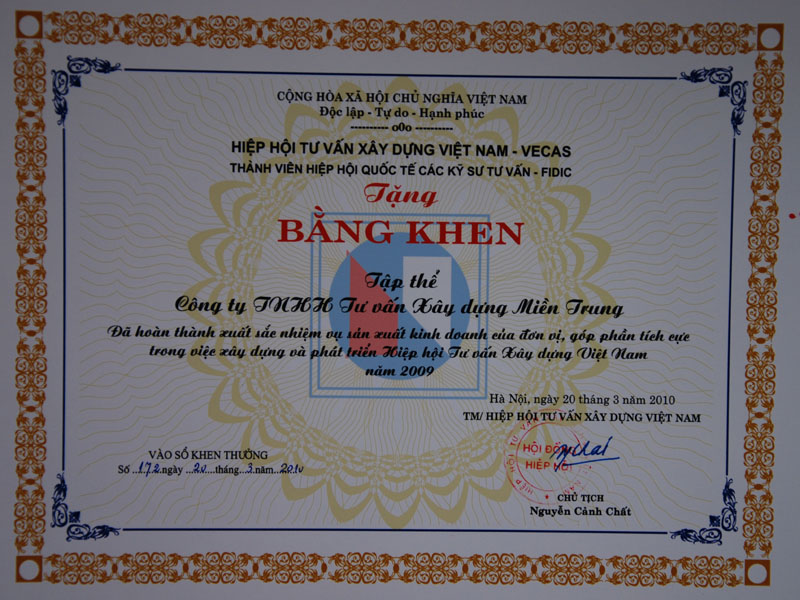 CỘNG HÒA XÃ HỘI CHỦ NGHĨA VIỆT NAM
Độc lập - Tự do - Hạnh phúc
---------- o0o ----------
HIỆP HỘI TƯ VẤN XÂY DỰNG VIỆT NAM - VECAS
THÀNH VIÊN HIỆP HỘI QUỐC TẾ CÁC KỸ SƯ TƯ VẤN - FIDIC
Tặng
BẰNG KHEN
Tập thể
Công ty TNHH Tư vấn Xây dựng Miền Trung
Đã hoàn thành xuất sắc nhiệm vụ sản xuất kinh doanh của đơn vị, góp phần tích cực
trong việc xây dựng và phát triển Hiệp hội Tư vấn Xây dựng Việt Nam
năm 2009
Hà Nội, ngày 20 tháng 3 năm 2010
TM/ HIỆP HỘI TƯ VẤN XÂY DỰNG VIỆT NAM
VÀO SỔ KHEN THƯỞNG
Số ...172.ngày ...20 ...tháng...3.năm...2010
HỘI ĐỒNG
HIỆP HỘI
CHỦ TỊCH
Nguyễn Cảnh Chất